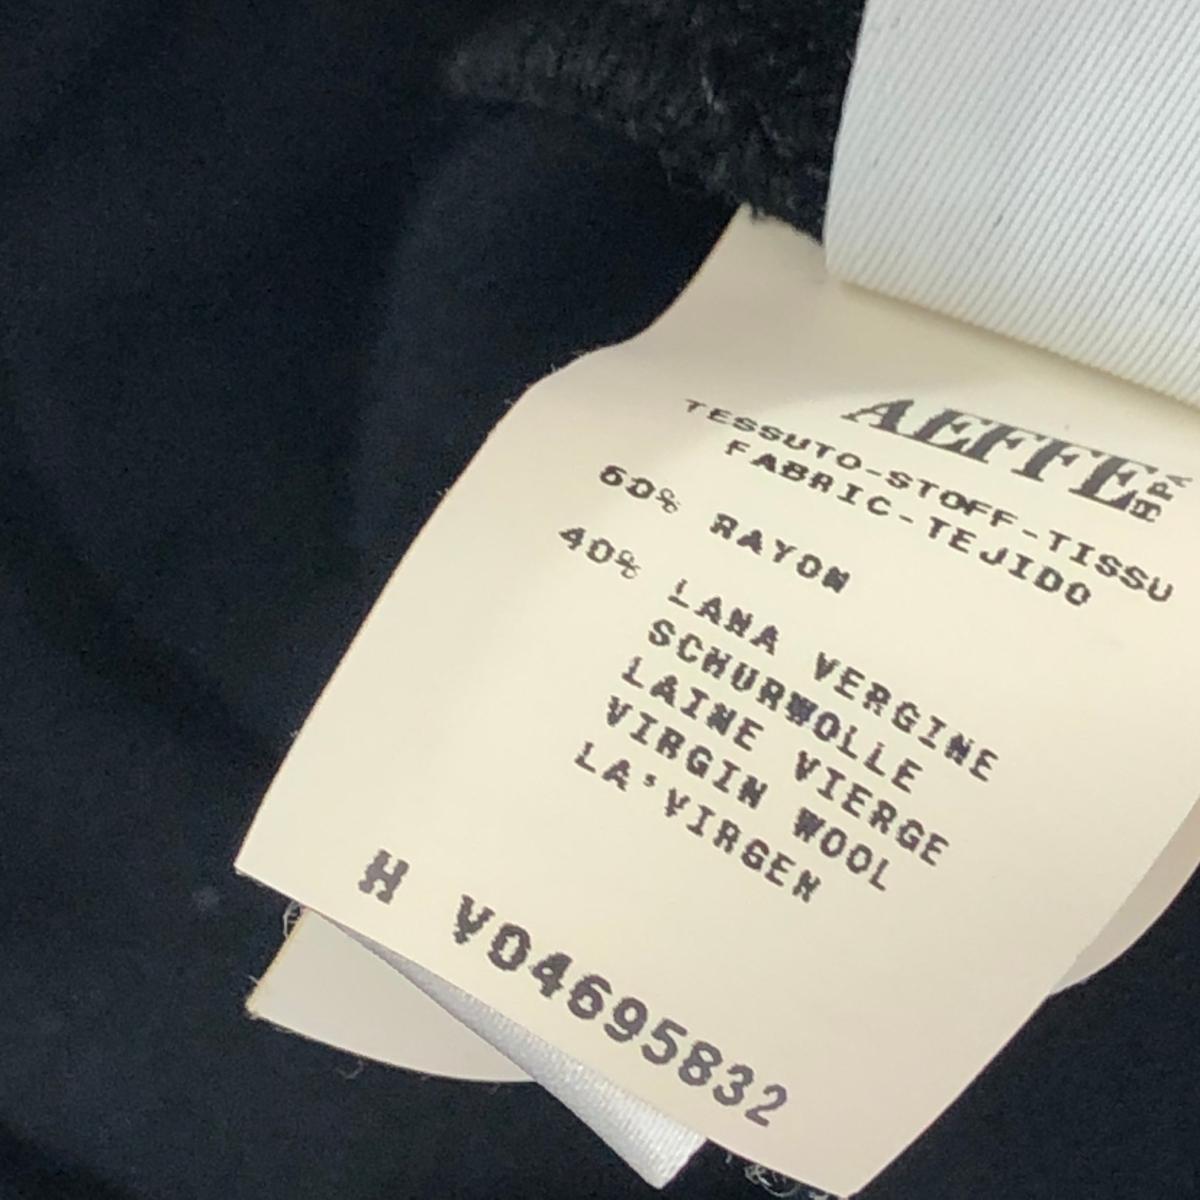 AEFFE SPA
TESSUTO-STOFF-TISSU
FABRIC-TEJIDO
60% RAYON
40%
LANA VERGINE
SCHURWOLLE
LAINE VIERGE
VIRGIN WOOL
LA'VIRGEN
H V04695832